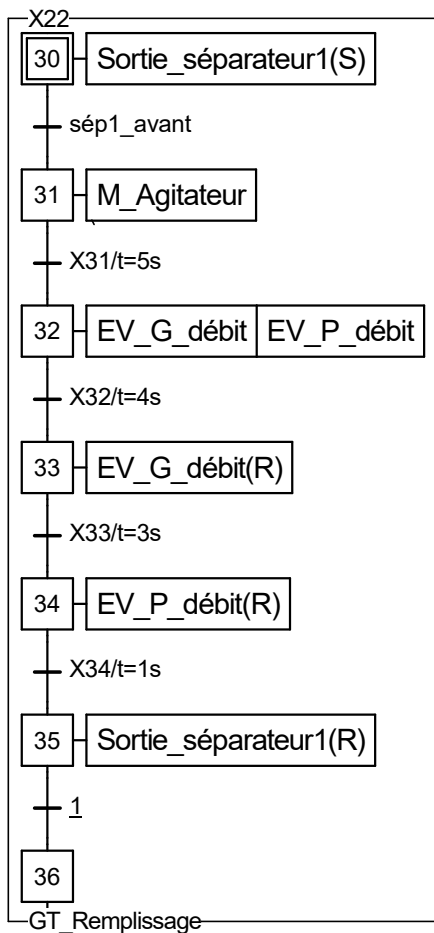 X22
30 Sortie_séparateur1(S)
sép1_avant
31 M_Agitateur
X31/t=5s
32 EV_G_débit EV_P_débit
X32/t=4s
33 EV_G_débit(R)
X33/t=3s
34 EV_P_débit(R)
X34/t=1s
35 Sortie_séparateur1(R)
1
36
GT_Remplissage